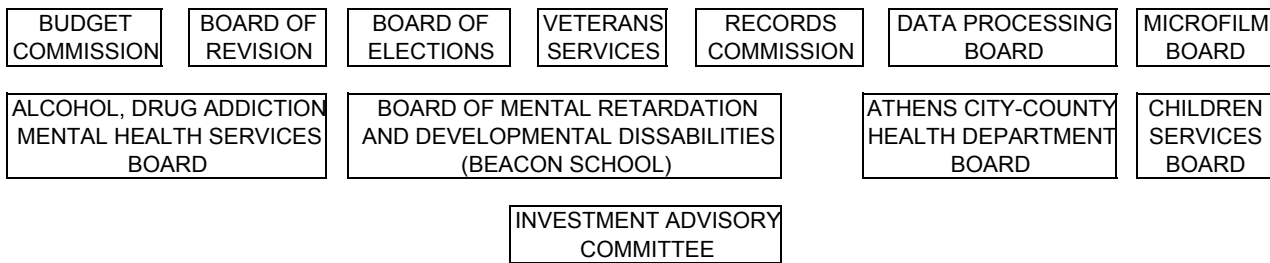 BUDGET
COMMISSION
BOARD OF
REVISION
BOARD OF
ELECTIONS
VETERANS
SERVICES
RECORDS
COMMISSION
DATA PROCESSING
BOARD
MICROFILM
BOARD
ALCOHOL, DRUG ADDICTION
MENTAL HEALTH SERVICES
BOARD
BOARD OF MENTAL RETARDATION
AND DEVELOPMENTAL DISSABILITIES
(BEACON SCHOOL)
ATHENS CITY-COUNTY
HEALTH DEPARTMENT
BOARD
CHILDREN
SERVICES
BOARD
INVESTMENT ADVISORY
COMMITTEE